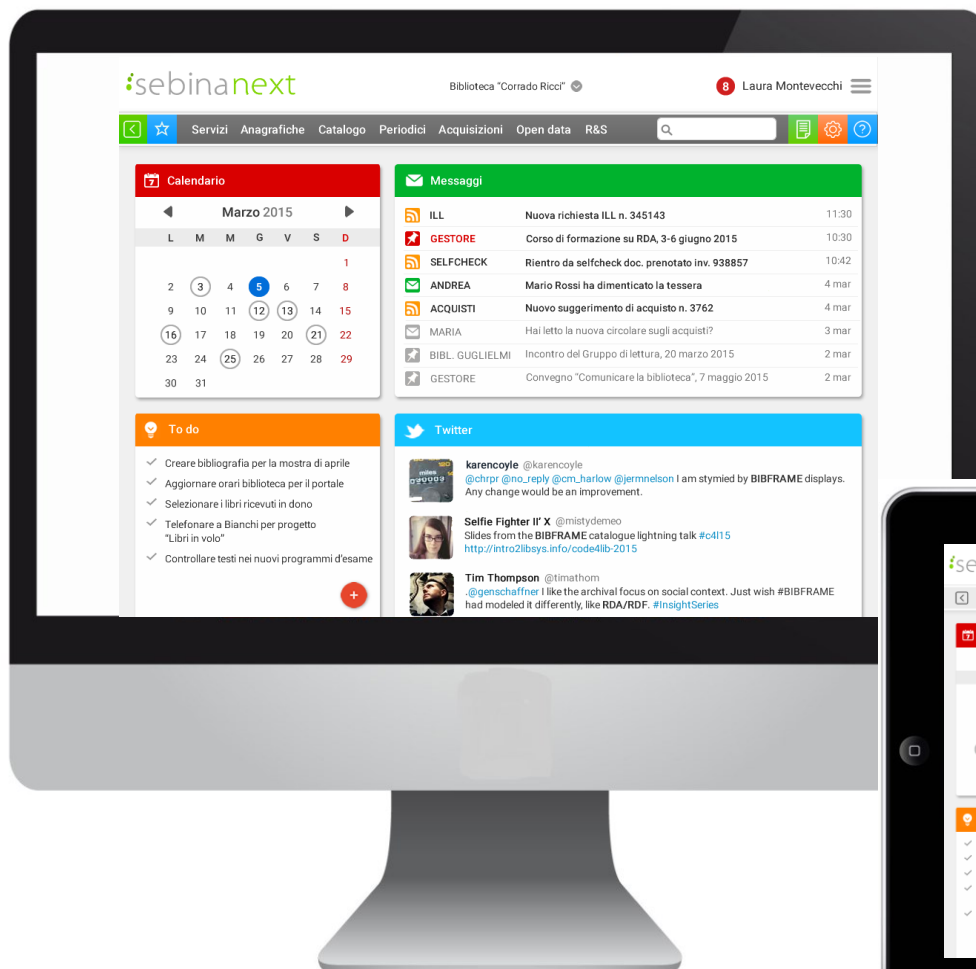 sebinanext
Biblioteca "Corrado Ricci"
8 Laura Montevecchi
Servizi Anagrafiche Catalogo Periodici Acquisizioni Open data R&S
7 Calendario
Marzo 2015
L M M G V S D
1
2 3 4 5 6 7 8
9 10 11 12 13 14 15
16 17 18 19 20 21 22
23 24 25 26 27 28 29
30 31
Messaggi
ILL Nuova richiesta ILL n. 345143 11:30
GESTORE Corso di formazione su RDA, 3-6 giugno 2015 10:30
SELFCHECK Rientro da selfcheck doc. prenotato inv. 938857 10:42
ANDREA Mario Rossi ha dimenticato la tessera 4 mar
ACQUISTI Nuovo suggerimento di acquisto n. 3762 4 mar
MARIA Hai letto la nuova circolare sugli acquisti? 3 mar
BIBL. GUGLIELMI Incontro del Gruppo di lettura, 20 marzo 2015 2 mar
GESTORE Convegno "Comunicare la biblioteca", 7 maggio 2015 2 mar
To do
Creare bibliografia per la mostra di aprile
Aggiornare orari biblioteca per il portale
Selezionare i libri ricevuti in dono
Telefonare a Bianchi per progetto
"Libri in volo"
Controllare testi nei nuovi programmi d'esame
+
Twitter
miles
karencoyle @karencoyle
@chrpr @no_reply @cm_harlow @jermnelson I am stymied by BIBFRAME displays.
Any change would be an improvement.
Selfie Fighter II' X @mistydemeo
Slides from the BIBFRAME catalogue lightning talk #c4l15
http://intro2libsys.info/code4lib-2015
Tim Thompson @timathom
.@genschaffner I like the archival focus on social context. Just wish #BIBFRAME
had modeled it differently, like RDA/RDF. #InsightSeries
se
7